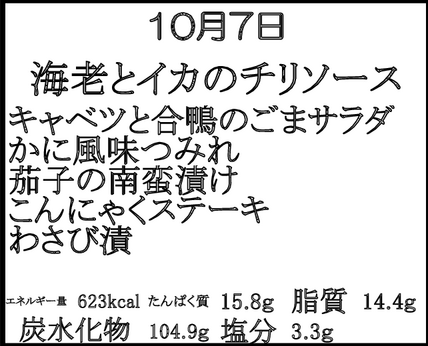 10月7日
海老とイカのチリソース
キャベツと合鴨のごまサラダ
かに風味つみれ
茄子の南蛮漬け
こんにゃくステーキ
わさび漬
エネルギー量 623kcal たんぱく質 15.8g 脂質 14.4g
炭水化物 104.9g 塩分 3.3g